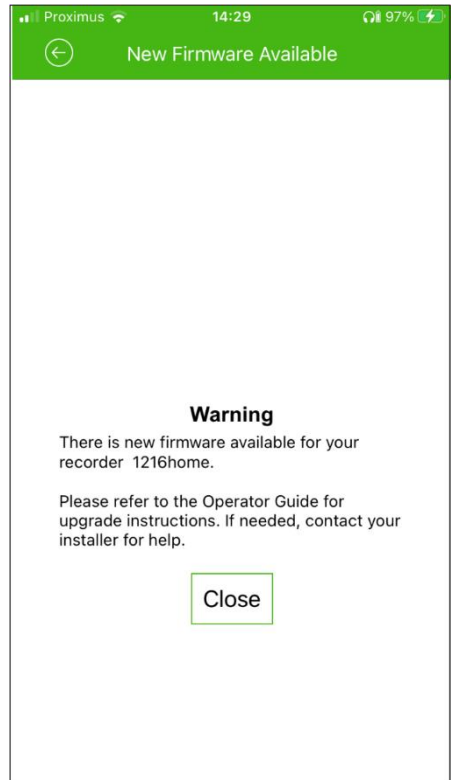 Proximus 14:29 97%
New Firmware Available
Warning
There is new firmware available for your
recorder 1216home.
Please refer to the Operator Guide for
upgrade instructions. If needed, contact your
installer for help.
Close